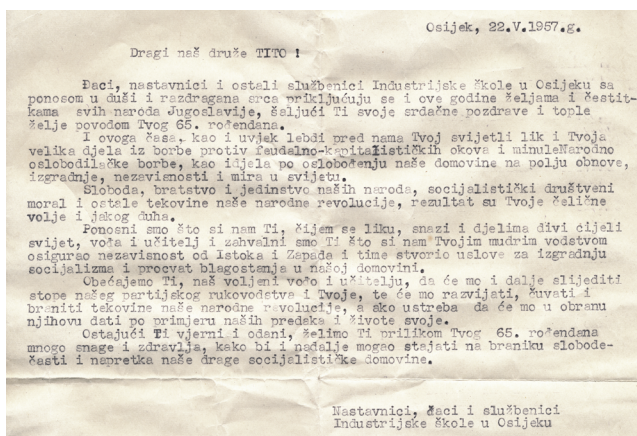 Osijek, 22.V.1957.g.
Dragi naš druže TITO !
Đaci, nastavnici i ostali službenici Industrijske škole u Osijeku sa
ponosom u duši i razdragana srca priključuju se i ove godine željama i čestit-
kama svih naroda Jugoslavije, šeljući Ti svoje srdačne pozdrave i tople
želje povodom Tvog 65. rođendana.
I ovoga časa, kao i uvjek lebdi pred nama Tvoj svijetli lik i Tvoja
velika djela iz borbe protiv feudalno-kapitalističkih okova i minuleNarodno
oslobodilačke borbe, kao idjela po oslobođenju naše domovine na polju obnove,
izgradnje, nezavisnosti i mira u svijetu.
Sloboda, bratstvo i jedinstvo naših naroda, socijalistički društveni
moral i ostale tekovine naše narodne revolucije, rezultat su Tvoje čelične
volje i jakog duha.
Ponosni smo što si nam Ti, čijem se liku, snazi i djelima divi cijeli
svijet, vođa i učitelj i zahvalni smo Ti što si nam Tvojim mudrim vodstvom
osigurao nezavisnost od Istoka i Zapada i time stvorio uslove za izgradnju
socijalizma i procvat blagostanja u našoj domovini.
Obećajemo Ti, naš voljeni vođo i učitelju, da će mo i dalje slijediti
stope našeg partijskog rukovodstva i Tvoje, te će mo razvijati, čuvati i
braniti tekovine naše narodne revolucije, a ako ustreba da će mo u obranu
njihovu dati po primjeru naših predaka i živote svoje.
Ostajući Ti vjerni i odani, želimo Ti prilikom Tvog 65. rođendana
mnogo snage i zdravlja, kako bi i nadalje mogao stajati na braniku slobode-
časti i napretka naše drage socijalističke domovine.
Nastavnici, đaci i službenici
Industrijske škole u Osijeku